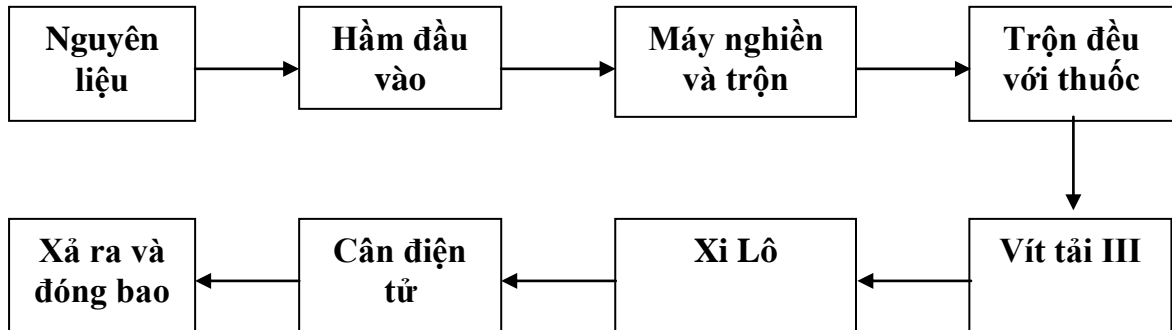 Nguyên
liệu
Hầm đầu
vào
Máy nghiền
và trộn
Trộn đều
với thuốc
Vít tải III
Xi Lô
Cân điện
tử
Xả ra và
đóng bao